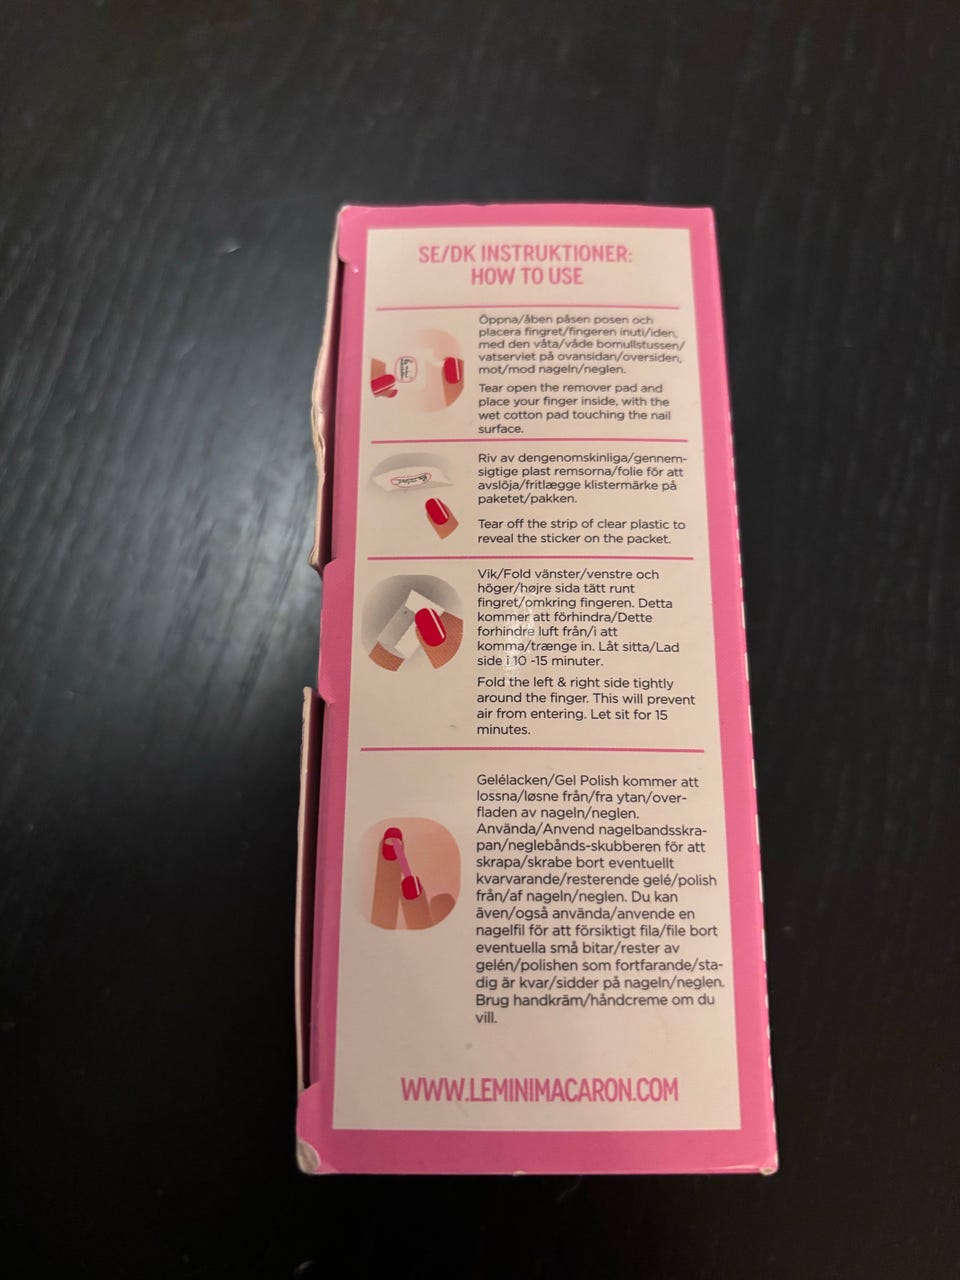 SE/DK INSTRUKTIONER:
HOW TO USE
Öppna/åben påsen posen och
placera fingret/fingeren inuti/iden,
med den våta/våde bomullstussen/
vatserviet på ovansidan/oversiden,
mot/mod nageln/neglen.
Tear open the remover pad and
place your finger inside, with the
wet cotton pad touching the nail
surface.
Riv av dengenomskinliga/gennem-
sigtige plast remsorna/folie för att
avslöja/fritlægge klistermärke på
paketet/pakken.
Tear off the strip of clear plastic to
reveal the sticker on the packet.
Vik/Fold vänster/venstre och
höger/højre sida tätt runt
fingret/omkring fingeren. Detta
kommer att förhindra/Dette
forhindre luft från/i att
komma/trænge in. Låt sitta/Lad
side i 10 -15 minuter.
Fold the left & right side tightly
around the finger. This will prevent
air from entering. Let sit for 15
minutes.
Gelélacken/Gel Polish kommer att
lossna/løsne från/fra ytan/over-
fladen av nageln/neglen.
Använda/Anvend nagelbandsskra-
pan/neglebånds-skubberen för att
skrapa/skrabe bort eventuellt
kvarvarande/resterende gelé/polish
från/af nageln/neglen. Du kan
även/også använda/anvende en
nagelfil för att försiktigt fila/file bort
eventuella små bitar/rester av
gelén/polishen som fortfarande/sta-
dig är kvar/sidder på nageln/neglen.
Brug handkräm/håndcreme om du
vill.
WWW.LEMINIMACARON.COM